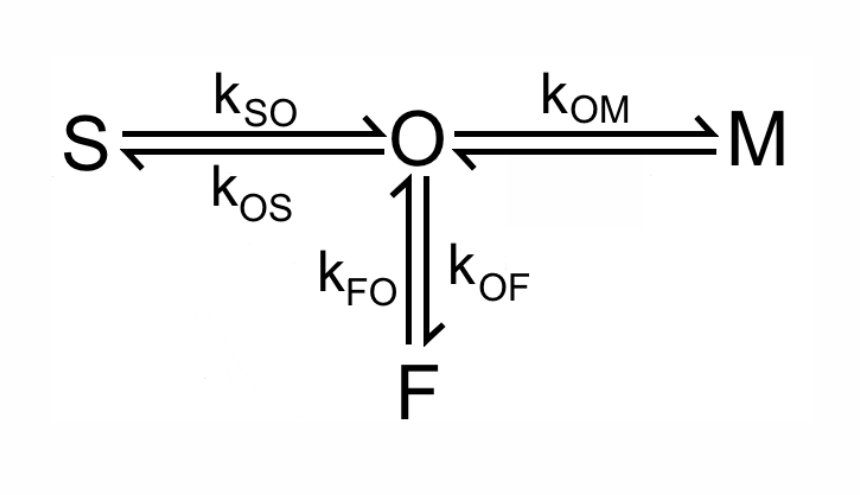 kSO kOM
S O M
kOS
kFO kOF
F